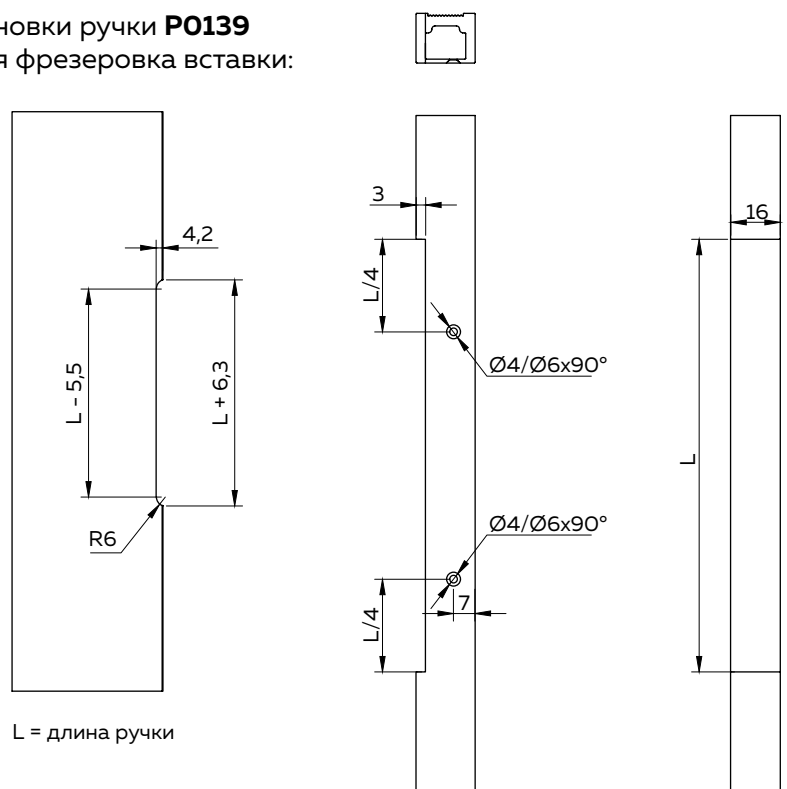 новки ручки P0139
я фрезеровка вставки:
4,2
L - 5,5
L + 6,3
R6
L = длина ручки
3
L/4
Ø4/Ø6x90°
Ø4/Ø6x90°
L/4
7
16
L